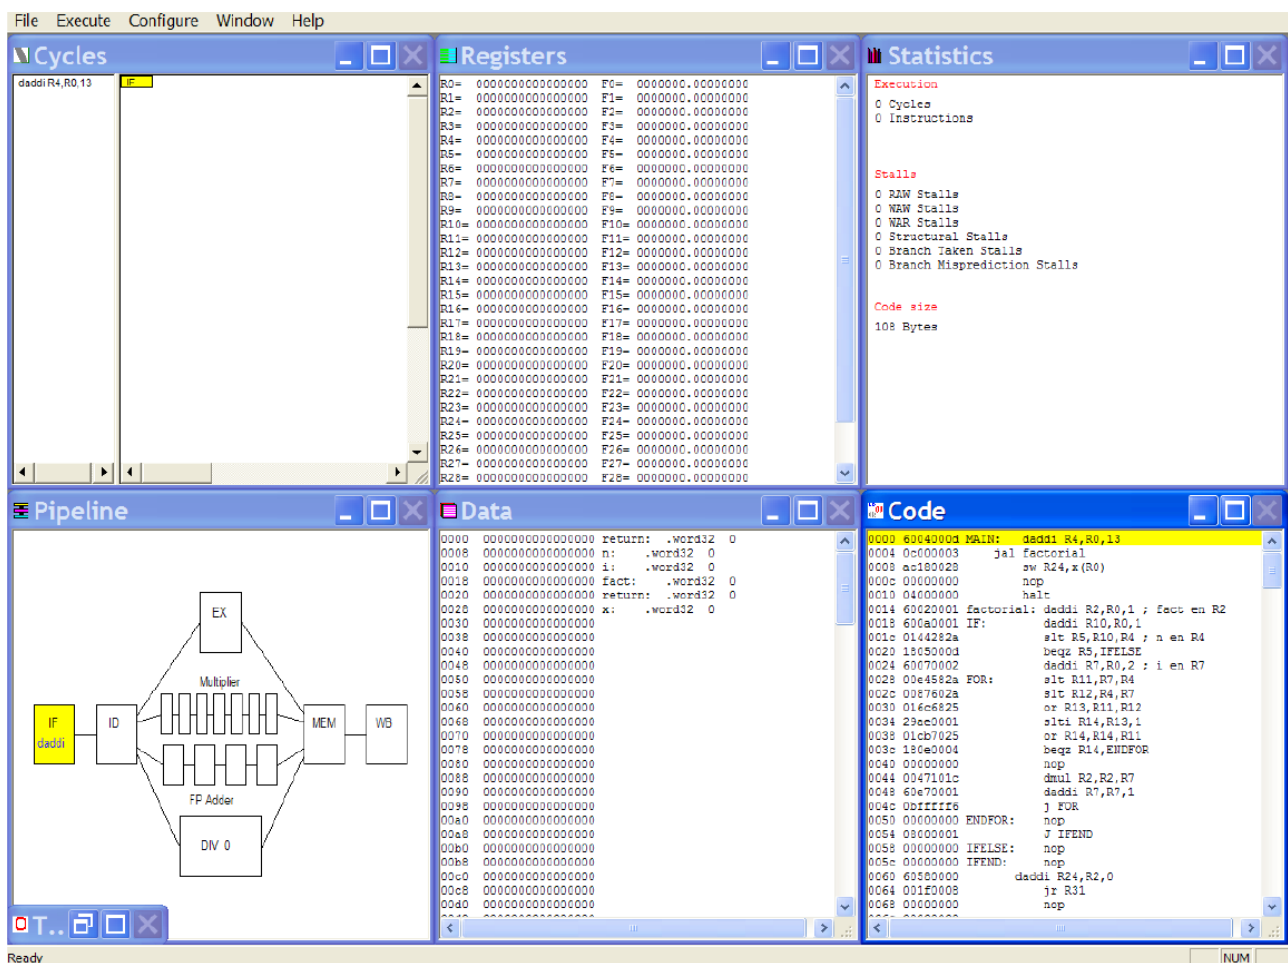 File Execute Configure Window Help
Cycles
daddi R4,R0,13
IF
Registers
R0= 0000000000000000 F0= 0000000.00000000
R1= 0000000000000000 F1= 0000000.00000000
R2= 0000000000000000 F2= 0000000.00000000
R3= 0000000000000000 F3= 0000000.00000000
R4= 0000000000000000 F4= 0000000.00000000
R5= 0000000000000000 F5= 0000000.00000000
R6= 0000000000000000 F6= 0000000.00000000
R7= 0000000000000000 F7= 0000000.00000000
R8= 0000000000000000 F8= 0000000.00000000
R9= 0000000000000000 F9= 0000000.00000000
R10= 0000000000000000 F10= 0000000.00000000
R11= 0000000000000000 F11= 0000000.00000000
R12= 0000000000000000 F12= 0000000.00000000
R13= 0000000000000000 F13= 0000000.00000000
R14= 0000000000000000 F14= 0000000.00000000
R15= 0000000000000000 F15= 0000000.00000000
R16= 0000000000000000 F16= 0000000.00000000
R17= 0000000000000000 F17= 0000000.00000000
R18= 0000000000000000 F18= 0000000.00000000
R19= 0000000000000000 F19= 0000000.00000000
R20= 0000000000000000 F20= 0000000.00000000
R21= 0000000000000000 F21= 0000000.00000000
R22= 0000000000000000 F22= 0000000.00000000
R23= 0000000000000000 F23= 0000000.00000000
R24= 0000000000000000 F24= 0000000.00000000
R25= 0000000000000000 F25= 0000000.00000000
R26= 0000000000000000 F26= 0000000.00000000
R27= 0000000000000000 F27= 0000000.00000000
R28= 0000000000000000 F28= 0000000.00000000
Statistics
Execution
0 Cycles
0 Instructions
Stalls
0 RAW Stalls
0 WAW Stalls
0 WAR Stalls
0 Structural Stalls
0 Branch Taken Stalls
0 Branch Misprediction Stalls
Code size
108 Bytes
Pipeline
EX
Multiplier
IF
daddi
ID
MEM
WB
FP Adder
DIV 0
T..
Data
0000 0000000000000000 return: .word32 0
0008 0000000000000000 n: .word32 0
0010 0000000000000000 i: .word32 0
0018 0000000000000000 fact: .word32 0
0020 0000000000000000 return: .word32 0
0028 0000000000000000 x: .word32 0
0030 0000000000000000
0038 0000000000000000
0040 0000000000000000
0048 0000000000000000
0050 0000000000000000
0058 0000000000000000
0060 0000000000000000
0068 0000000000000000
0070 0000000000000000
0078 0000000000000000
0080 0000000000000000
0088 0000000000000000
0090 0000000000000000
0098 0000000000000000
00a0 0000000000000000
00a8 0000000000000000
00b0 0000000000000000
00b8 0000000000000000
00c0 0000000000000000
00c8 0000000000000000
00d0 0000000000000000
Code
0000 6004000d MAIN: daddi R4,R0,13
0004 0c000003 jal factorial
0008 ac180028 sw R24,x(R0)
000c 00000000 nop
0010 04000000 halt
0014 60020001 factorial: daddi R2,R0,1 ; fact en R2
0018 600a0001 IF: daddi R10,R0,1
001c 0144282a slt R5,R10,R4 ; n en R4
0020 1805000d beqz R5,IFELSE
0024 60070002 daddi R7,R0,2 ; i en R7
0028 00e4582a FOR: slt R11,R7,R4
002c 0087602a slt R12,R4,R7
0030 016c6825 or R13,R11,R12
0034 29ae0001 slti R14,R13,1
0038 01cb7025 or R14,R14,R11
003c 180e0004 beqz R14,ENDFOR
0040 00000000 nop
0044 0047101c dmul R2,R2,R7
0048 60e70001 daddi R7,R7,1
004c 0bfffff6 j FOR
0050 00000000 ENDFOR: nop
0054 08000001 J IFEND
0058 00000000 IFELSE: nop
005c 00000000 IFEND: nop
0060 60580000 daddi R24,R2,0
0064 001f0008 jr R31
0068 00000000 nop
Ready
NUM